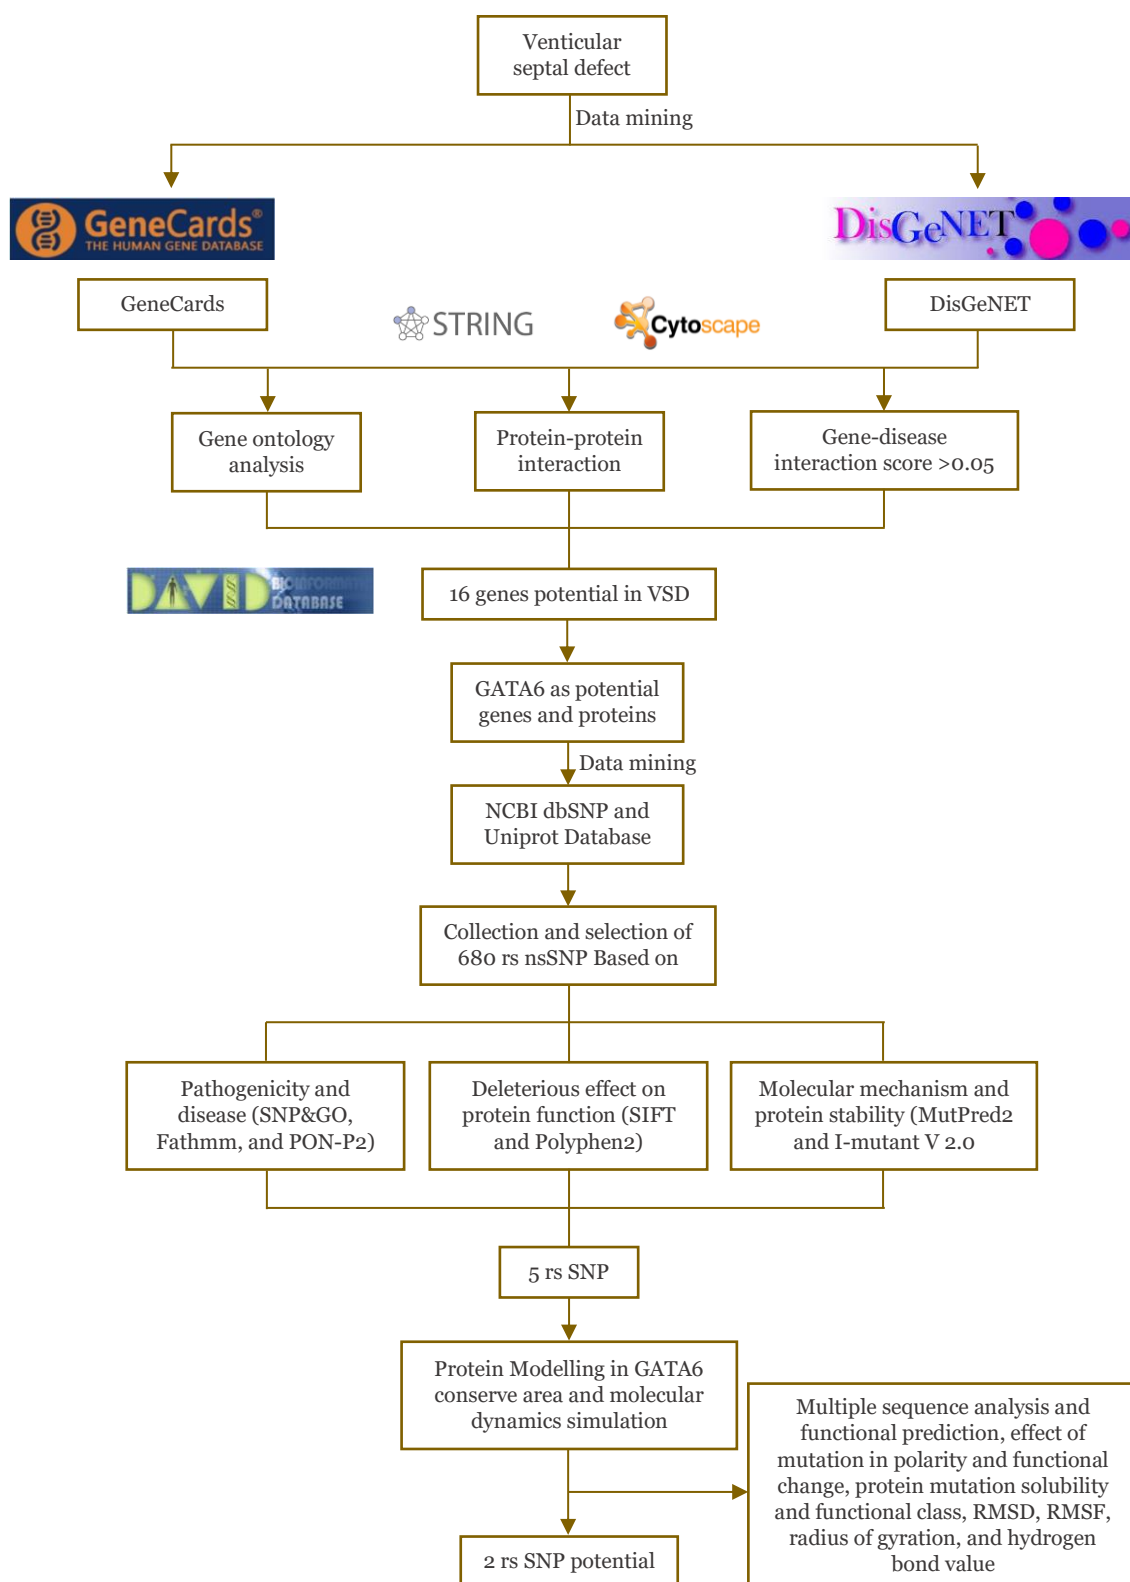 Venticular
septal defect
Data mining
GeneCards®
THE HUMAN GENE DATABASE
DisGeNET
GeneCards
STRING
Cytoscape
DisGeNET
Gene ontology
analysis
Protein-protein
interaction
Gene-disease
interaction score >0.05
DAVID
BIOINFORMATI
DATABASE
16 genes potential in VSD
GATA6 as potential
genes and proteins
Data mining
NCBI dbSNP and
Uniprot Database
Collection and selection of
680 rs nsSNP Based on
Pathogenicity and
disease (SNP&GO,
Fathmm, and PON-P2)
Deleterious effect on
protein function (SIFT
and Polyphen2)
Molecular mechanism and
protein stability (MutPred2
and I-mutant V 2.0
5 rs SNP
Protein Modelling in GATA6
conserve area and molecular
dynamics simulation
Multiple sequence analysis and
functional prediction, effect of
mutation in polarity and functional
change, protein mutation solubility
and functional class, RMSD, RMSF,
radius of gyration, and hydrogen
bond value
2 rs SNP potential